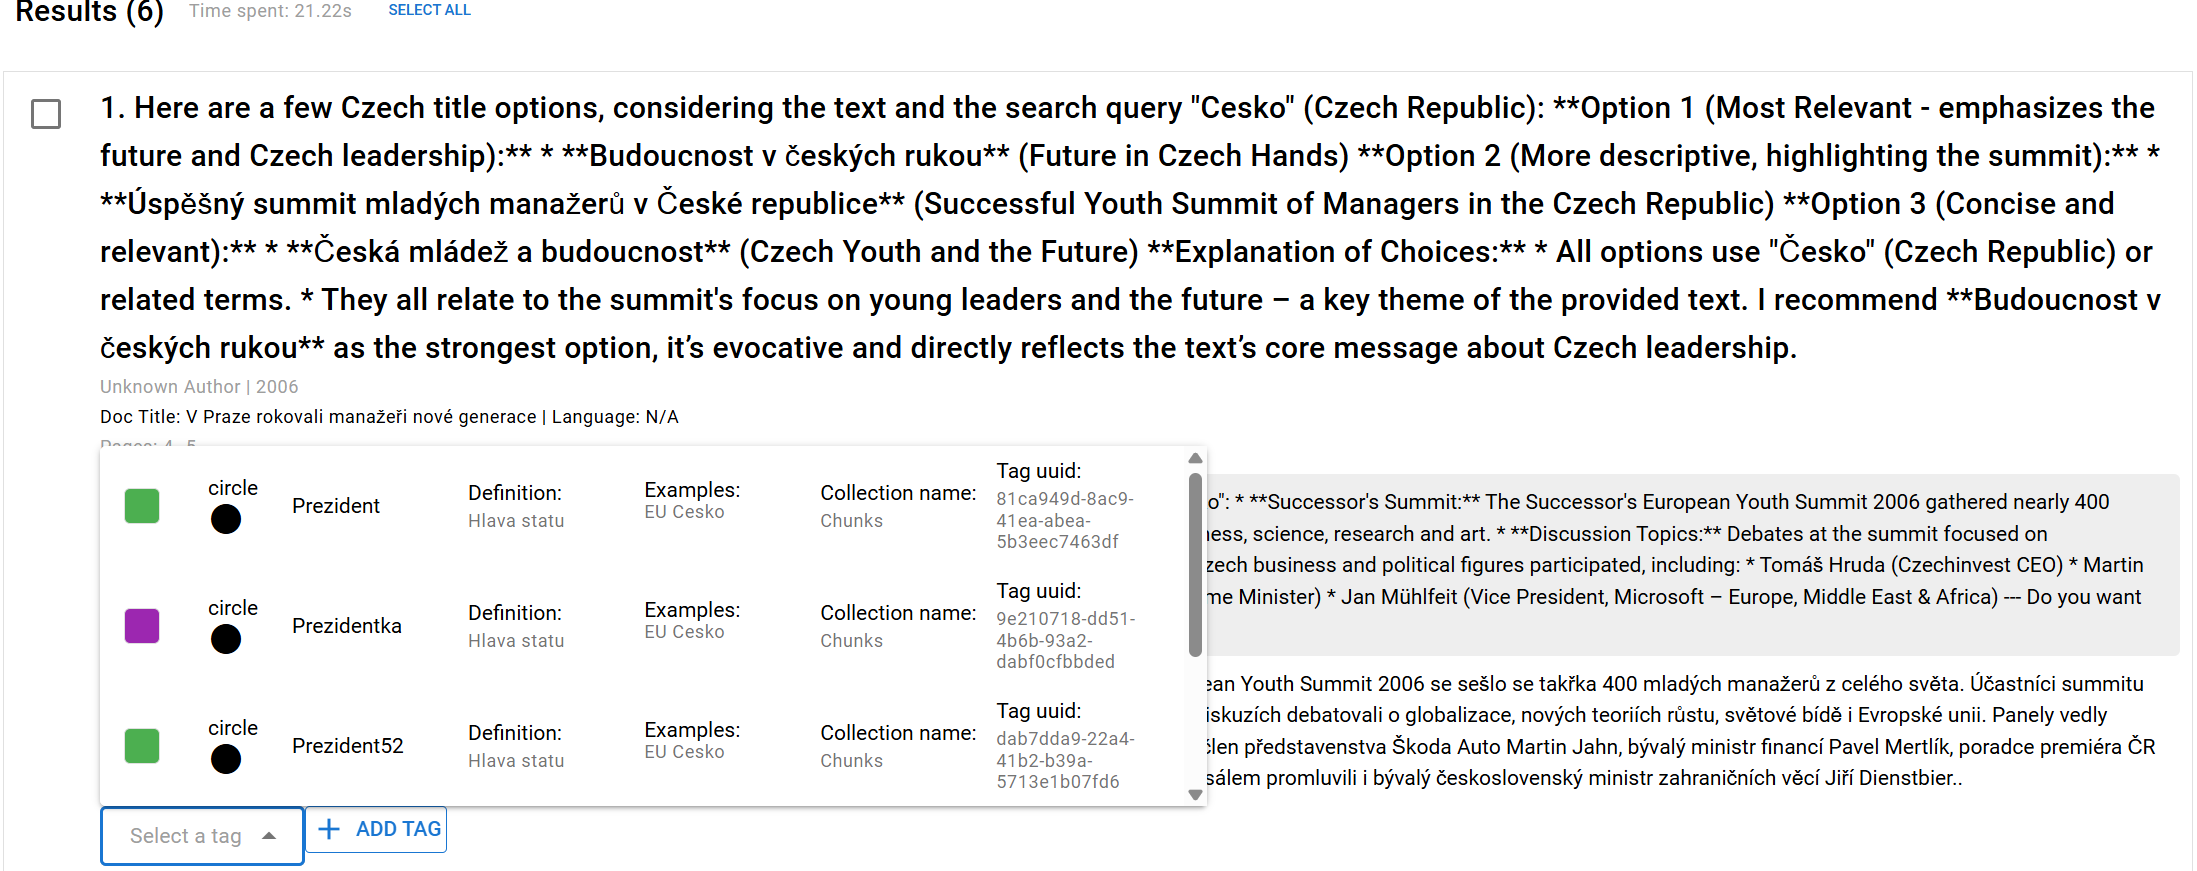 Results (6) Time spent: 21.22s SELECT ALL
1. Here are a few Czech title options, considering the text and the search query "Cesko" (Czech Republic): **Option 1 (Most Relevant - emphasizes the
future and Czech leadership):** * **Budoucnost v českých rukou** (Future in Czech Hands) **Option 2 (More descriptive, highlighting the summit):** *
**Úspěšný summit mladých manažerů v České republice** (Successful Youth Summit of Managers in the Czech Republic) **Option 3 (Concise and
relevant):** * **Česká mládež a budoucnost** (Czech Youth and the Future) **Explanation of Choices:** * All options use "Česko" (Czech Republic) or
related terms. * They all relate to the summit's focus on young leaders and the future – a key theme of the provided text. I recommend **Budoucnost v
českých rukou** as the strongest option, it’s evocative and directly reflects the text’s core message about Czech leadership.
Unknown Author | 2006
Doc Title: V Praze rokovali manažeři nové generace | Language: N/A
circle
Prezident
Definition:
Hlava statu
Examples:
EU Cesko
Collection name:
Chunks
Tag uuid:
81ca949d-8ac9-
41ea-abea-
5b3eec7463df
circle
Prezidentka
Definition:
Hlava statu
Examples:
EU Cesko
Collection name:
Chunks
Tag uuid:
9e210718-dd51-
4b6b-93a2-
dabf0cfbbded
circle
Prezident52
Definition:
Hlava statu
Examples:
EU Cesko
Collection name:
Chunks
Tag uuid:
dab7dda9-22a4-
41b2-b39a-
5713e1b07fd6
o": * **Successor's Summit:** The Successor's European Youth Summit 2006 gathered nearly 400
ness, science, research and art. * **Discussion Topics:** Debates at the summit focused on
zech business and political figures participated, including: * Tomáš Hruda (Czechinvest CEO) * Martin
me Minister) * Jan Mühlfeit (Vice President, Microsoft – Europe, Middle East & Africa) --- Do you want
ean Youth Summit 2006 se sešlo se takřka 400 mladých manažerů z celého světa. Účastníci summitu
iskuzích debatovali o globalizace, nových teoriích růstu, světové bídě i Evropské unii. Panely vedly
člen představenstva Škoda Auto Martin Jahn, bývalý ministr financí Pavel Mertlík, poradce premiéra ČR
sálem promluvili i bývalý československý ministr zahraničních věcí Jiří Dienstbier..
Select a tag
ADD TAG